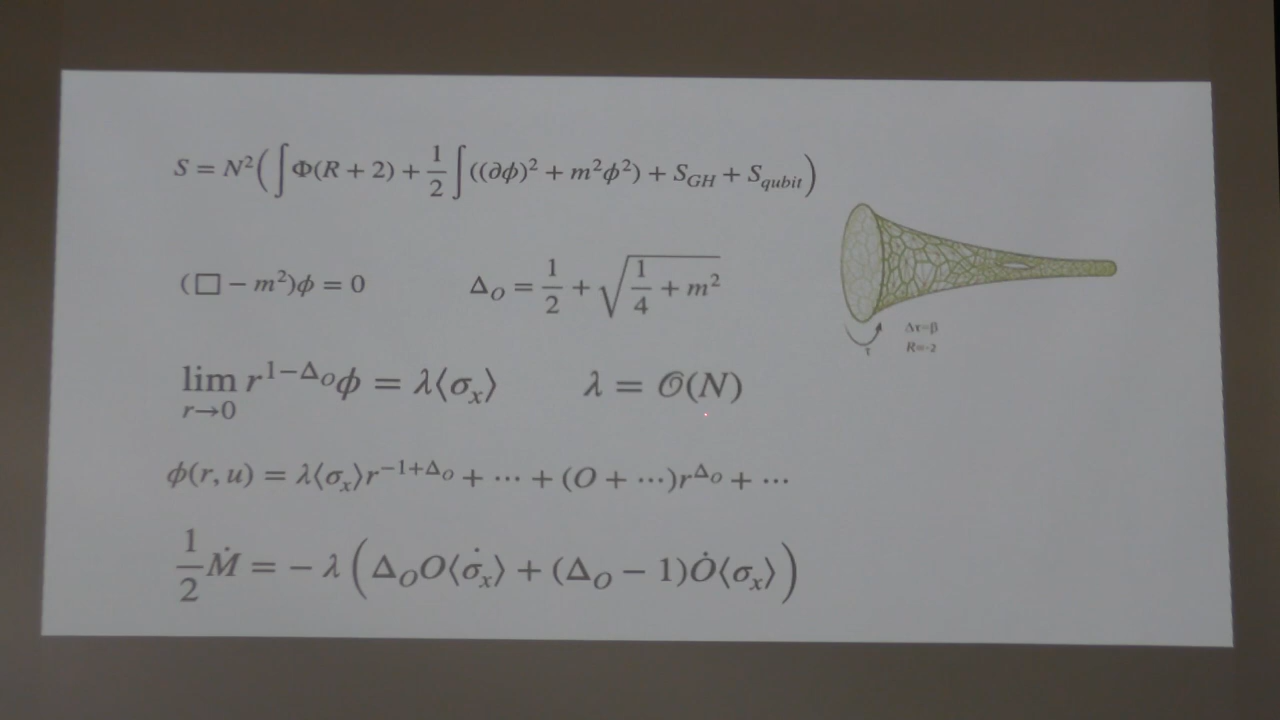 S = N²(∫Φ(R + 2) + 1/2 ∫((∂ϕ)² + m²ϕ²) + S_GH + S_qubit)
(□ − m²)ϕ = 0    Δ_O = 1/2 + √(1/4 + m²)
Δτ=β
R=-2
τ
lim_{r→0} r^{1−Δ_O}ϕ = λ⟨σ_x⟩    λ = 𝒪(N)
ϕ(r, u) = λ⟨σ_x⟩r^{−1+Δ_O} + ⋯ + (O + ⋯)r^{Δ_O} + ⋯
1/2 Ṁ = − λ (Δ_O O⟨σ̇_x⟩ + (Δ_O − 1)Ȯ⟨σ_x⟩)